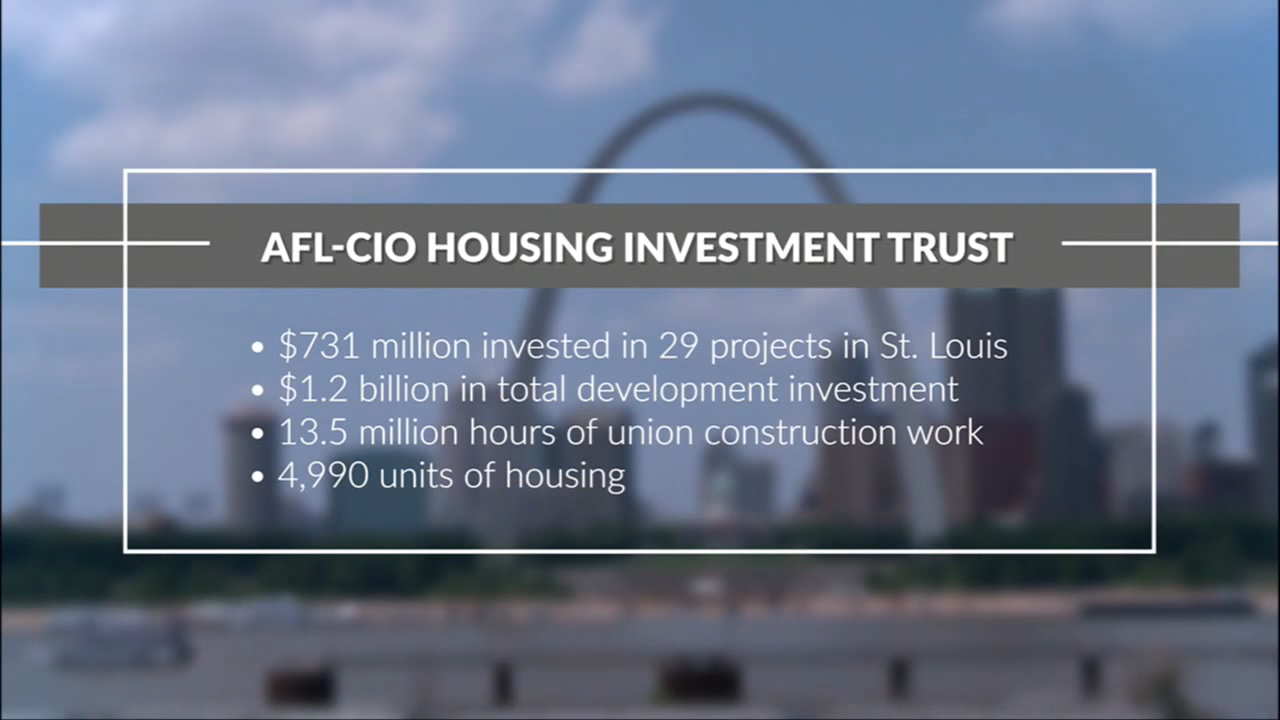 AFL-CIO HOUSING INVESTMENT TRUST
• $731 million invested in 29 projects in St. Louis
• $1.2 billion in total development investment
• 13.5 million hours of union construction work
• 4,990 units of housing